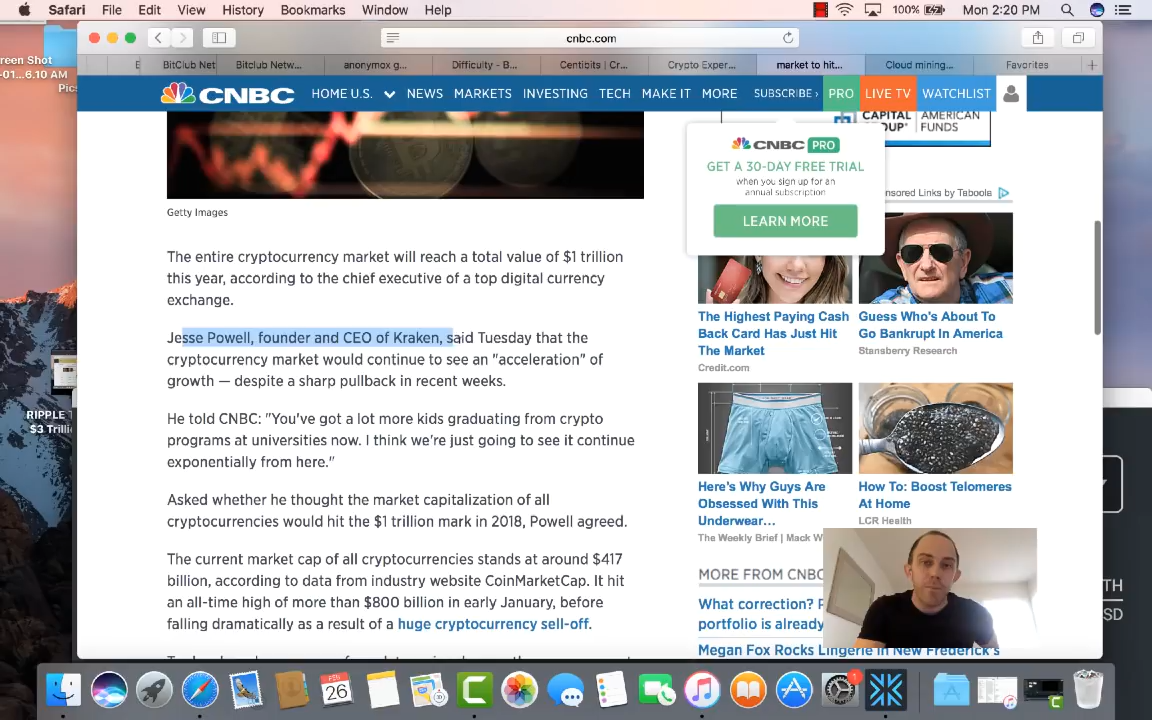 Safari File Edit View History Bookmarks Window Help 100% Mon 2:20 PM
cnbc.com
BitClub Net Bitclub Netw... anonymox g... Difficulty - B... Centibits | Cr... Crypto Exper... market to hit... Cloud mining... Favorites +
CNBC HOME U.S. NEWS MARKETS INVESTING TECH MAKE IT MORE SUBSCRIBE › PRO LIVE TV WATCHLIST
reen Shot
-01...6.10 AM
Pics
RIPPLE T
$3 Trilli
Getty Images
The entire cryptocurrency market will reach a total value of $1 trillion
this year, according to the chief executive of a top digital currency
exchange.
Jesse Powell, founder and CEO of Kraken, said Tuesday that the
cryptocurrency market would continue to see an "acceleration" of
growth — despite a sharp pullback in recent weeks.
He told CNBC: "You've got a lot more kids graduating from crypto
programs at universities now. I think we're just going to see it continue
exponentially from here."
Asked whether he thought the market capitalization of all
cryptocurrencies would hit the $1 trillion mark in 2018, Powell agreed.
The current market cap of all cryptocurrencies stands at around $417
billion, according to data from industry website CoinMarketCap. It hit
an all-time high of more than $800 billion in early January, before
falling dramatically as a result of a huge cryptocurrency sell-off.
CAPITAL GROUP® AMERICAN FUNDS
CNBC PRO
GET A 30-DAY FREE TRIAL
when you sign up for an
annual subscription
LEARN MORE
nsored Links by Taboola
The Highest Paying Cash
Back Card Has Just Hit
The Market
Credit.com
Guess Who's About To
Go Bankrupt In America
Stansberry Research
Here's Why Guys Are
Obsessed With This
Underwear...
The Weekly Brief | Mack W
How To: Boost Telomeres
At Home
LCR Health
MORE FROM CNBC
What correction?
portfolio is already
Megan Fox Rocks Lingerie in New Frederick's
TH
SD
FEB
26
1